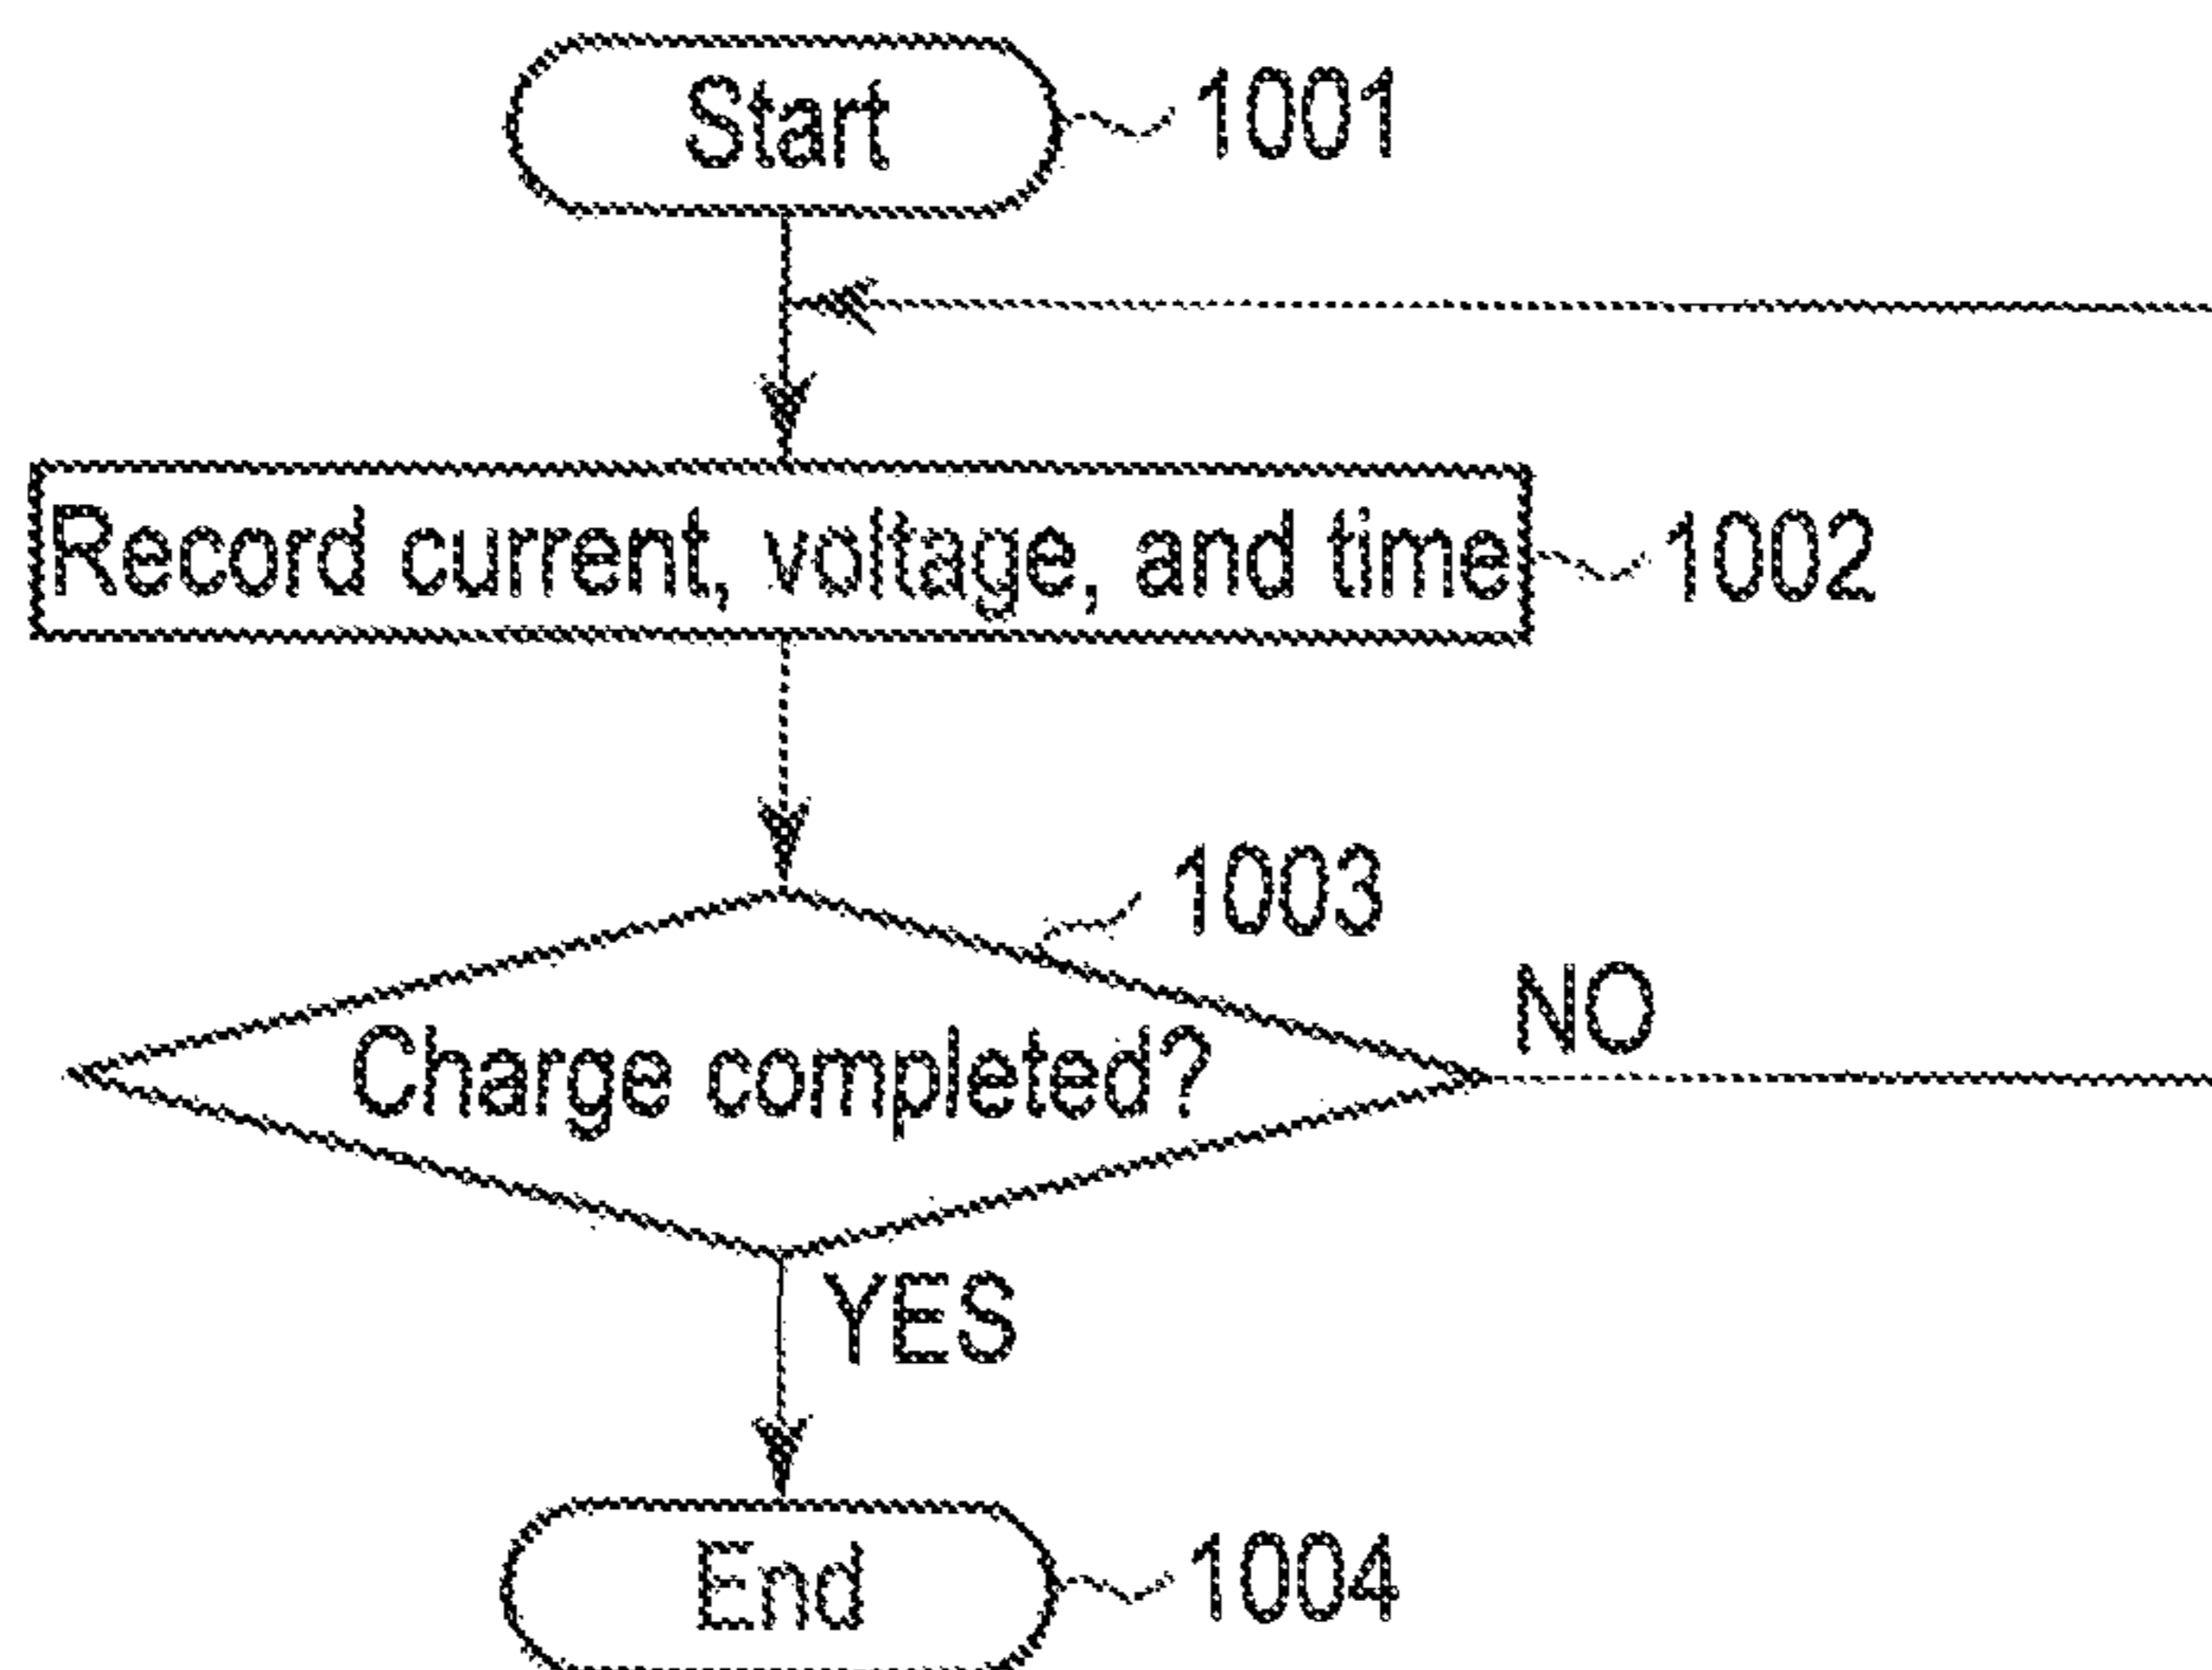 Start
1001
Record current, voltage, and time
1002
1003
Charge completed?
NO
YES
End
1004